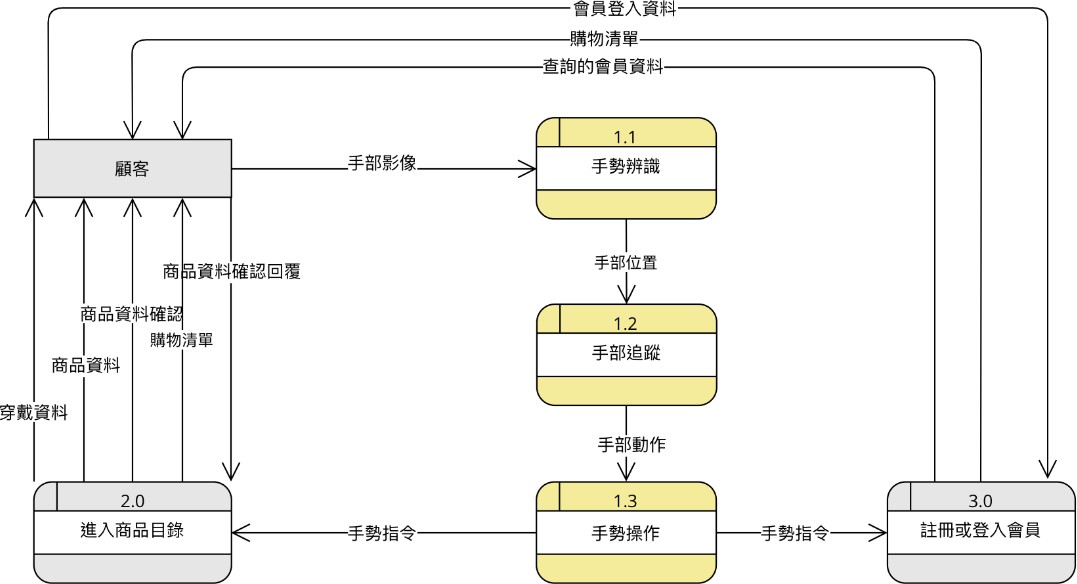 會員登入資料
購物清單
查詢的會員資料
1.1
手勢辨識
顧客
手部影像
手部位置
商品資料確認回覆
商品資料確認
1.2
購物清單
手部追蹤
商品資料
穿戴資料
手部動作
2.0
1.3
3.0
進入商品目錄
手勢指令
手勢操作
手勢指令
註冊或登入會員